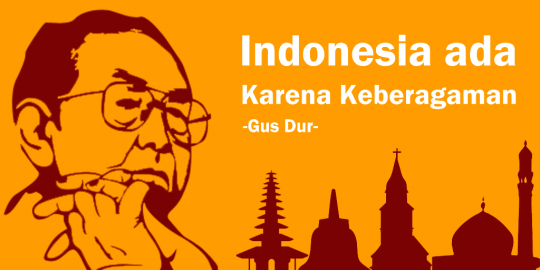 Indonesia ada
Karena Keberagaman
-Gus Dur-